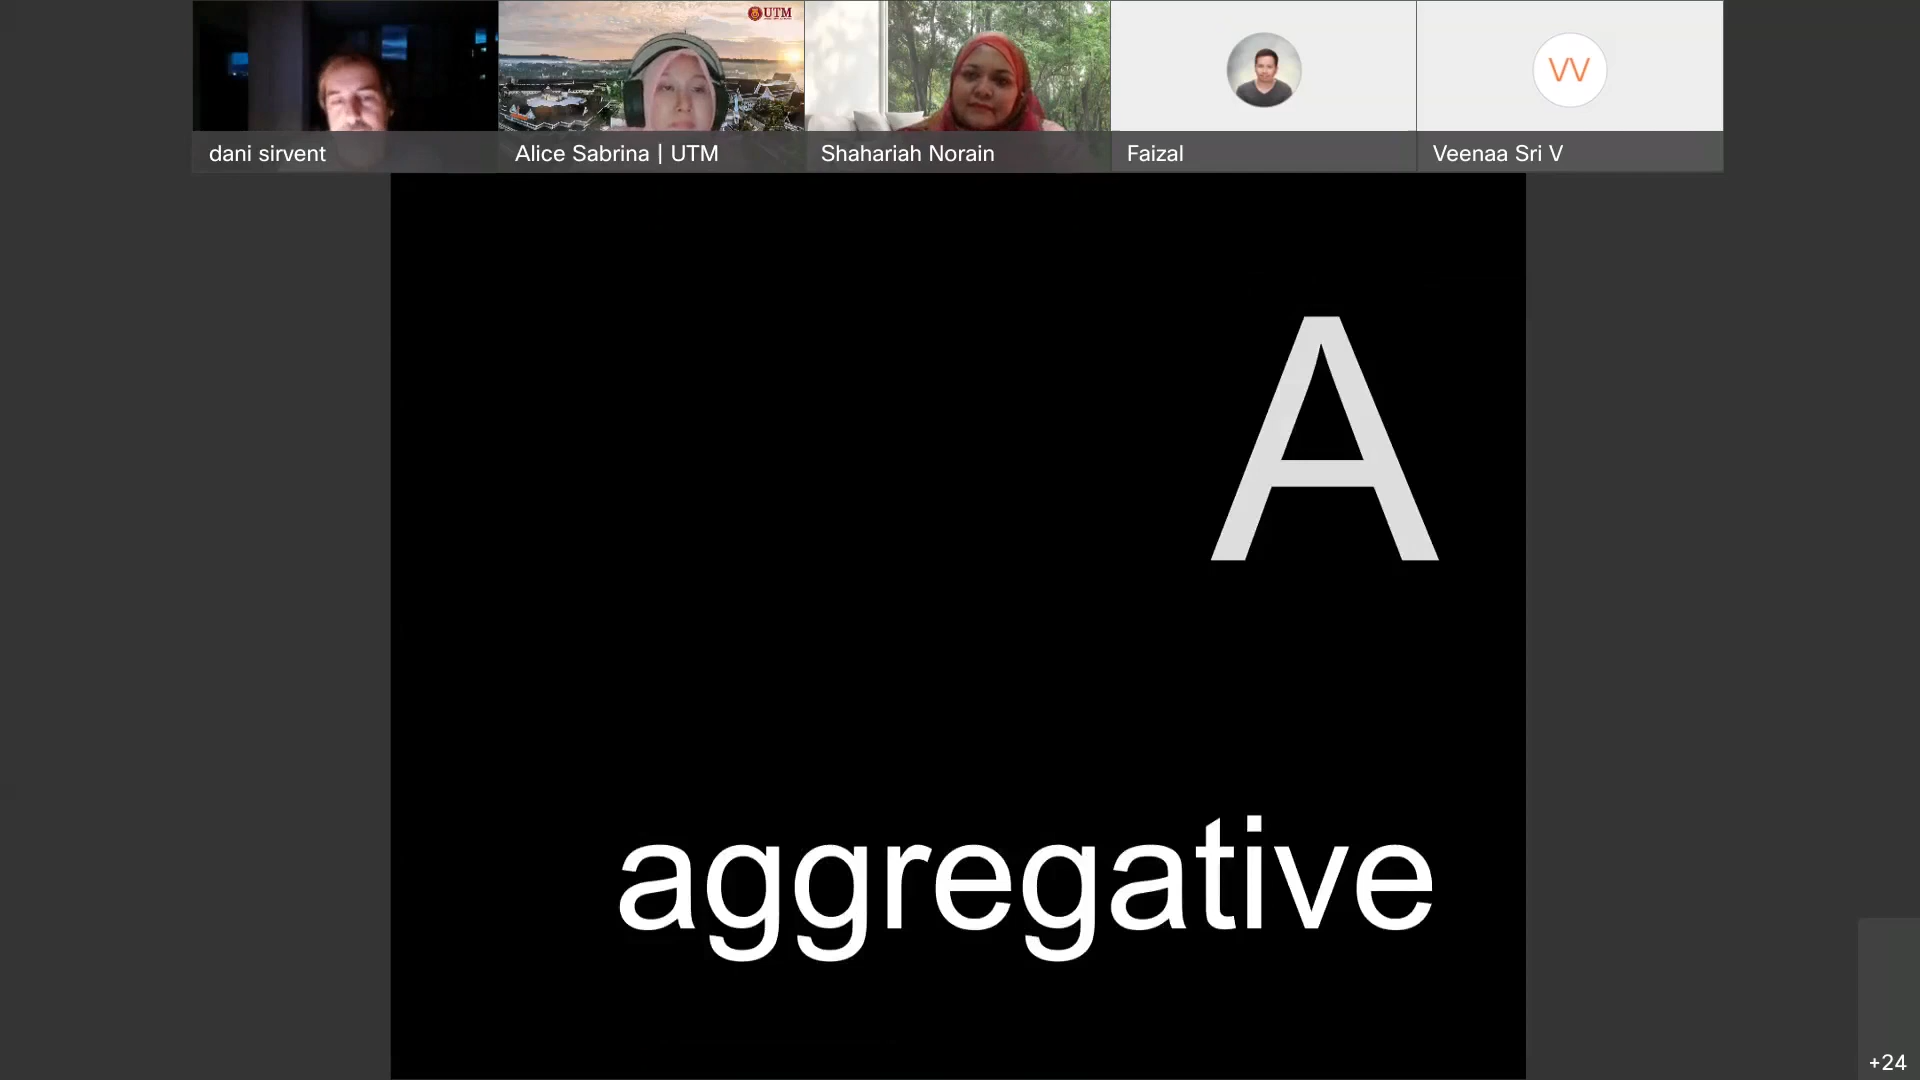 UTM
dani sirvent
Alice Sabrina | UTM
Shahariah Norain
Faizal
VV
Veenaa Sri V
A
aggregative
+24